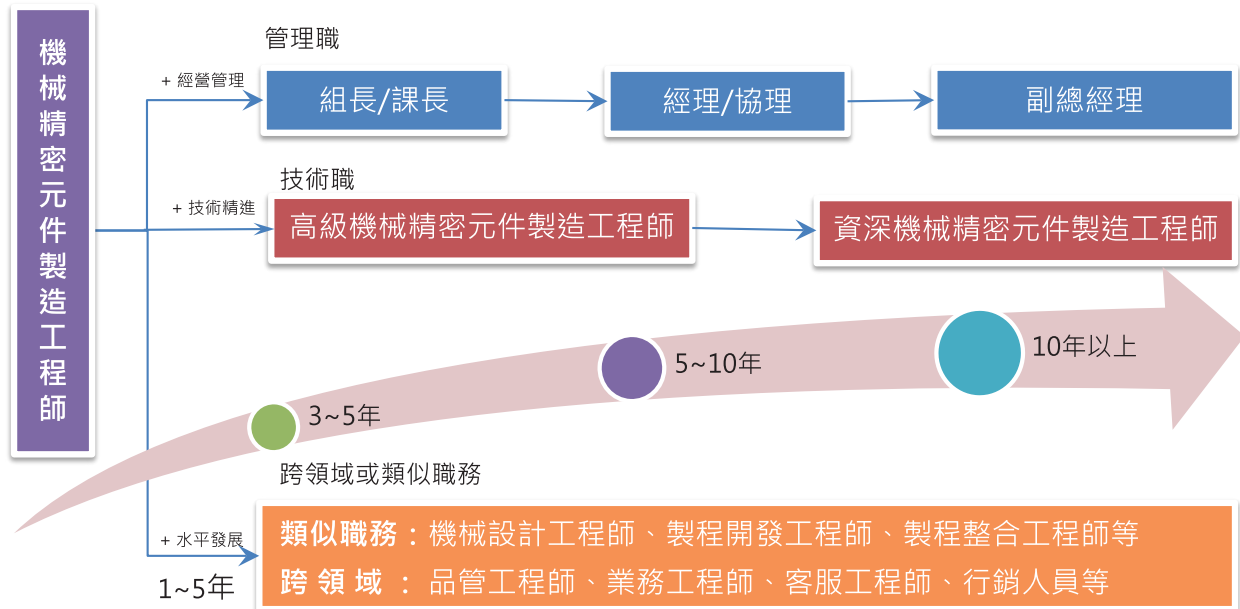 機械精密元件製造工程師
管理職
+ 經營管理
組長/課長
經理/協理
副總經理
技術職
+ 技術精進
高級機械精密元件製造工程師
資深機械精密元件製造工程師
10年以上
5~10年
3~5年
跨領域或類似職務
+ 水平發展
1~5年
類似職務：機械設計工程師、製程開發工程師、製程整合工程師等
跨 領 域 ： 品管工程師、業務工程師、客服工程師、行銷人員等